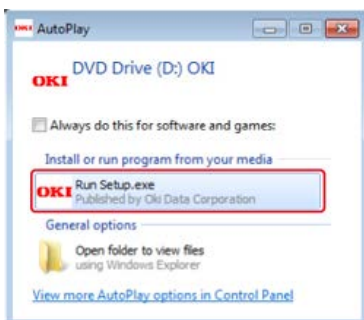 OKI AutoPlay
DVD Drive (D:) OKI
OKI
Always do this for software and games:
Install or run program from your media
OKI Run Setup.exe
Published by Oki Data Corporation
General options
Open folder to view files
using Windows Explorer
View more AutoPlay options in Control Panel